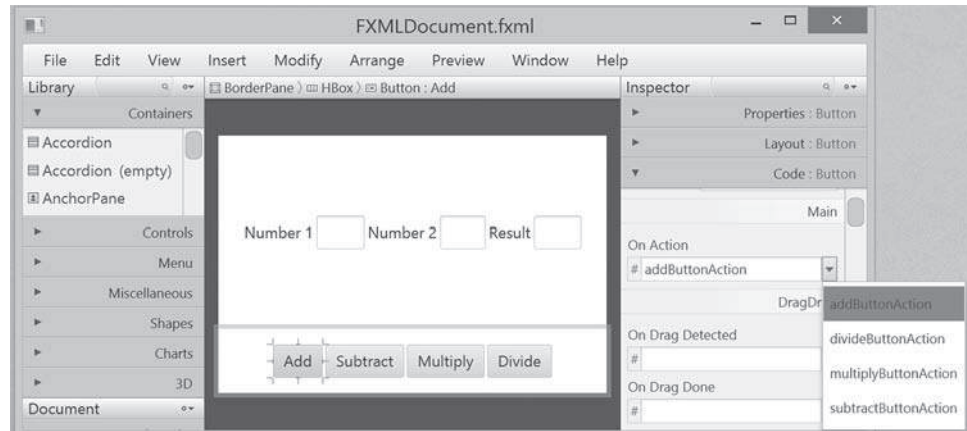 FXMLDocument.fxml
File Edit View Insert Modify Arrange Preview Window Help
Library
BorderPane HBox Button : Add
Inspector
Containers
Accordion
Accordion (empty)
AnchorPane
Controls
Menu
Miscellaneous
Shapes
Charts
3D
Document
Number 1
Number 2
Result
Add
Subtract
Multiply
Divide
Properties : Button
Layout : Button
Code : Button
Main
On Action
# addButtonAction
DragDr
addButtonAction
divideButtonAction
multiplyButtonAction
subtractButtonAction
On Drag Detected
#
On Drag Done
#